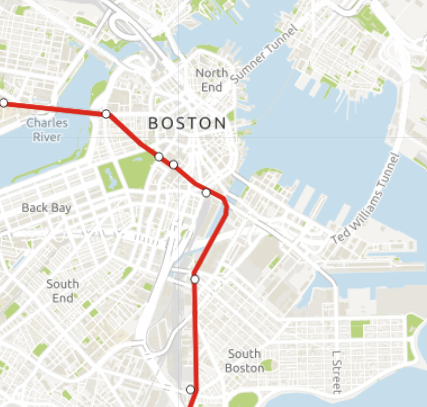 Sumner Tunnel
North
End
BOSTON
Charles
River
Ted Williams Tunnel
Back Bay
South
End
South
Boston
L Street